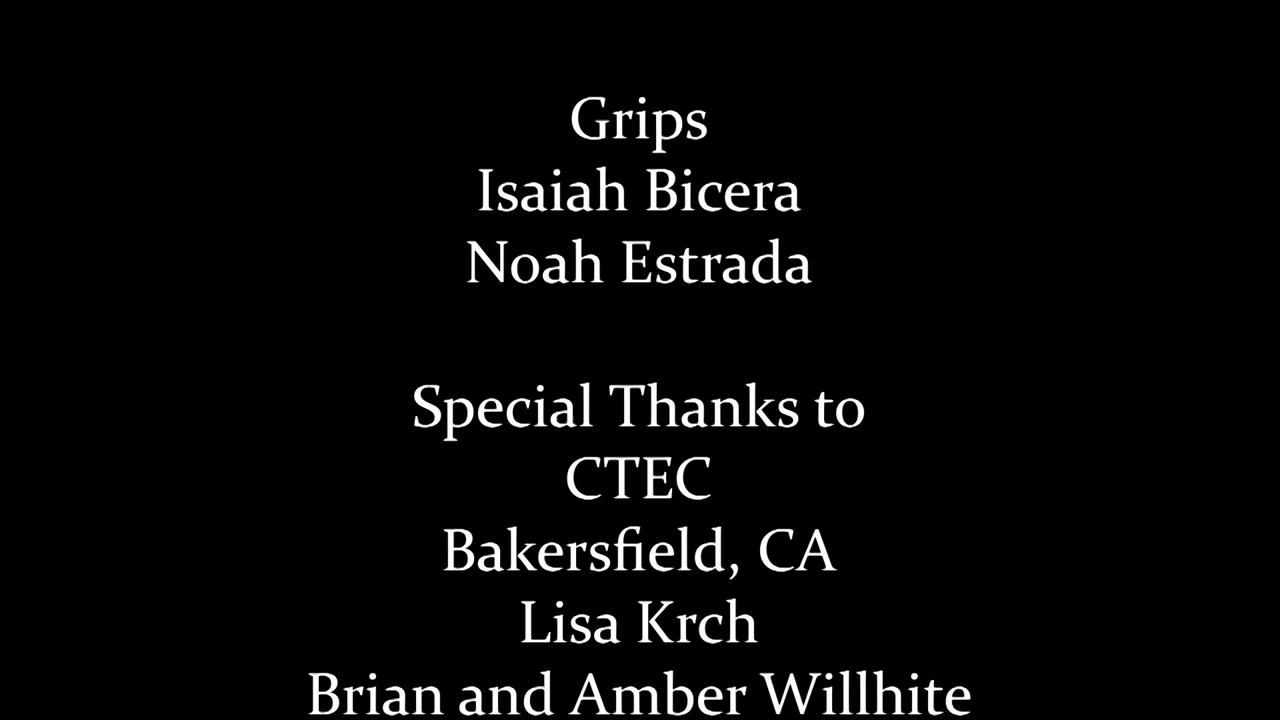 Grips
Isaiah Bicera
Noah Estrada
Special Thanks to
CTEC
Bakersfield, CA
Lisa Krch
Brian and Amber Willhite